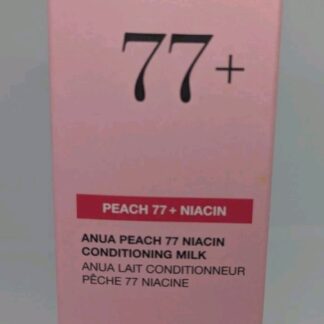 77+
PEACH 77 + NIACIN
ANUA PEACH 77 NIACIN
CONDITIONING MILK
ANUA LAIT CONDITIONNEUR
PÊCHE 77 NIACINE